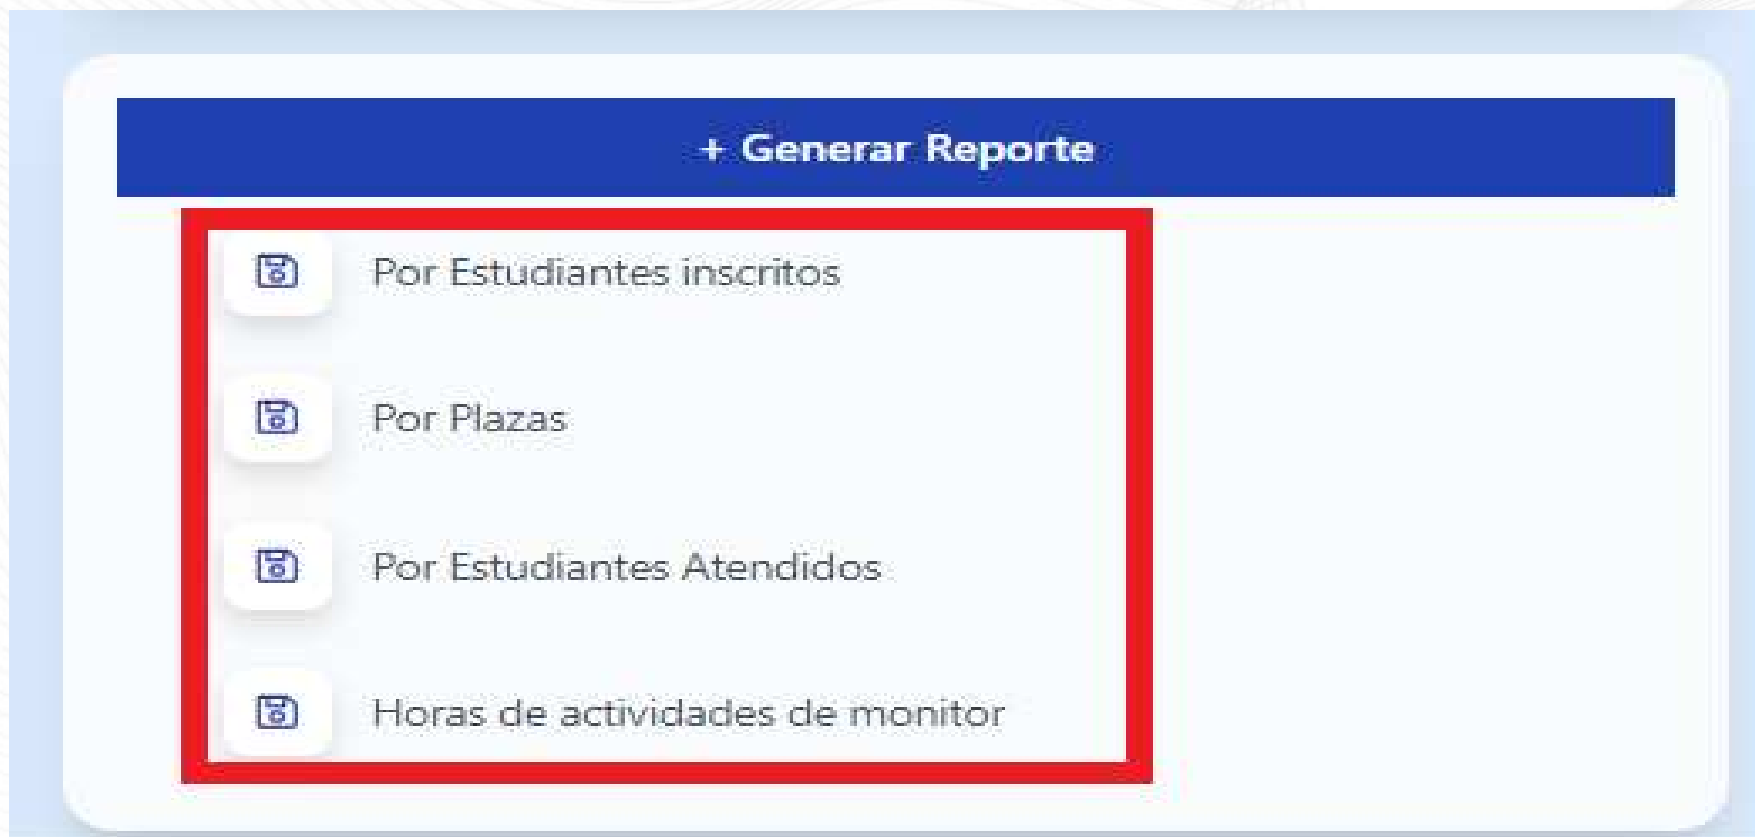 + Generar Reporte
Por Estudiantes inscritos
Por Plazas
Por Estudiantes Atendidos
Horas de actividades de monitor